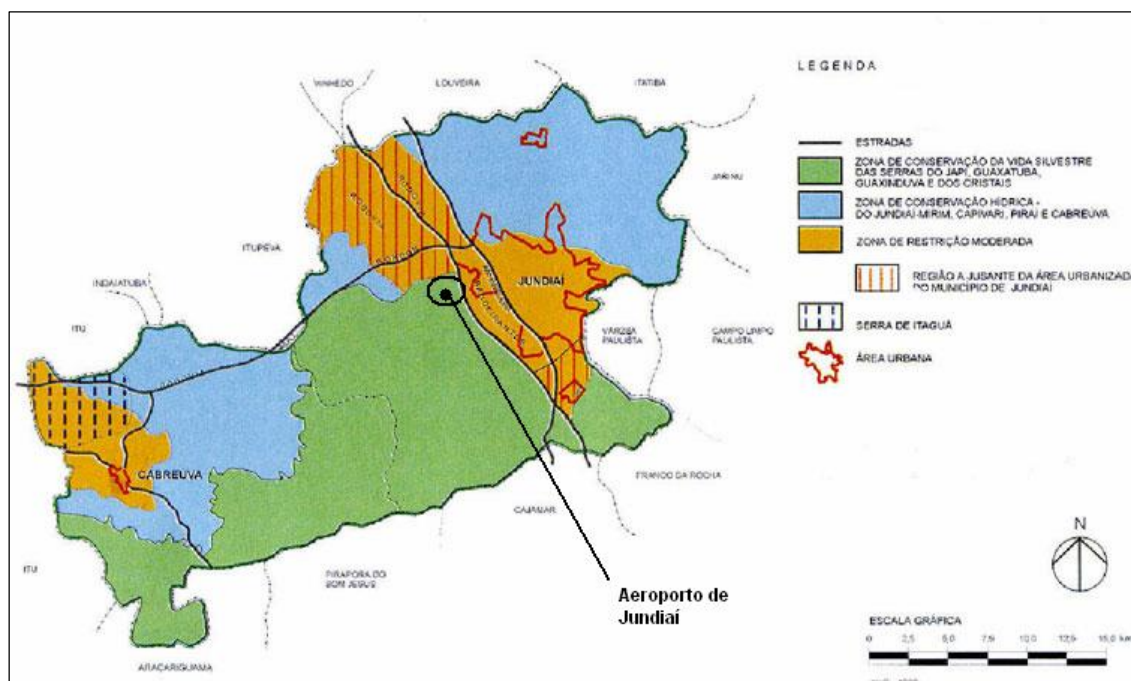 LEGENDA
VINHEDO
LOUVEIRA
ITATIBA
ESTRADAS
ZONA DE CONSERVAÇÃO DA VIDA SILVESTRE
DAS SERRAS DO JAPI, GUAXATUBA,
GUAXINDUVA E DOS CRISTAIS
ZONA DE CONSERVAÇÃO HÍDRICA -
DO JUNDIAÍ-MIRIM, CAPIVARI, PIRAÍ E CABREÚVA
ZONA DE RESTRIÇÃO MODERADA
REGIÃO A JUSANTE DA ÁREA URBANIZADA
DO MUNICÍPIO DE JUNDIAÍ
SERRA DE ITAGUÁ
ÁREA URBANA
JARINU
ITUPEVA
JUNDIAÍ
BANDEIRANTES
INDAIATUBA
ITU
VÁRZEA
PAULISTA
CAMPO LIMPO
PAULISTA
CABREUVA
FRANCO DA ROCHA
CAJAMAR
ITU
PIRAPORA DO
BOM JESUS
Aeroporto de
Jundiaí
ARAÇARIGUAMA
N
ESCALA GRÁFICA
0 2,5 5,0 7,5 10,0 12,5 15,0 km